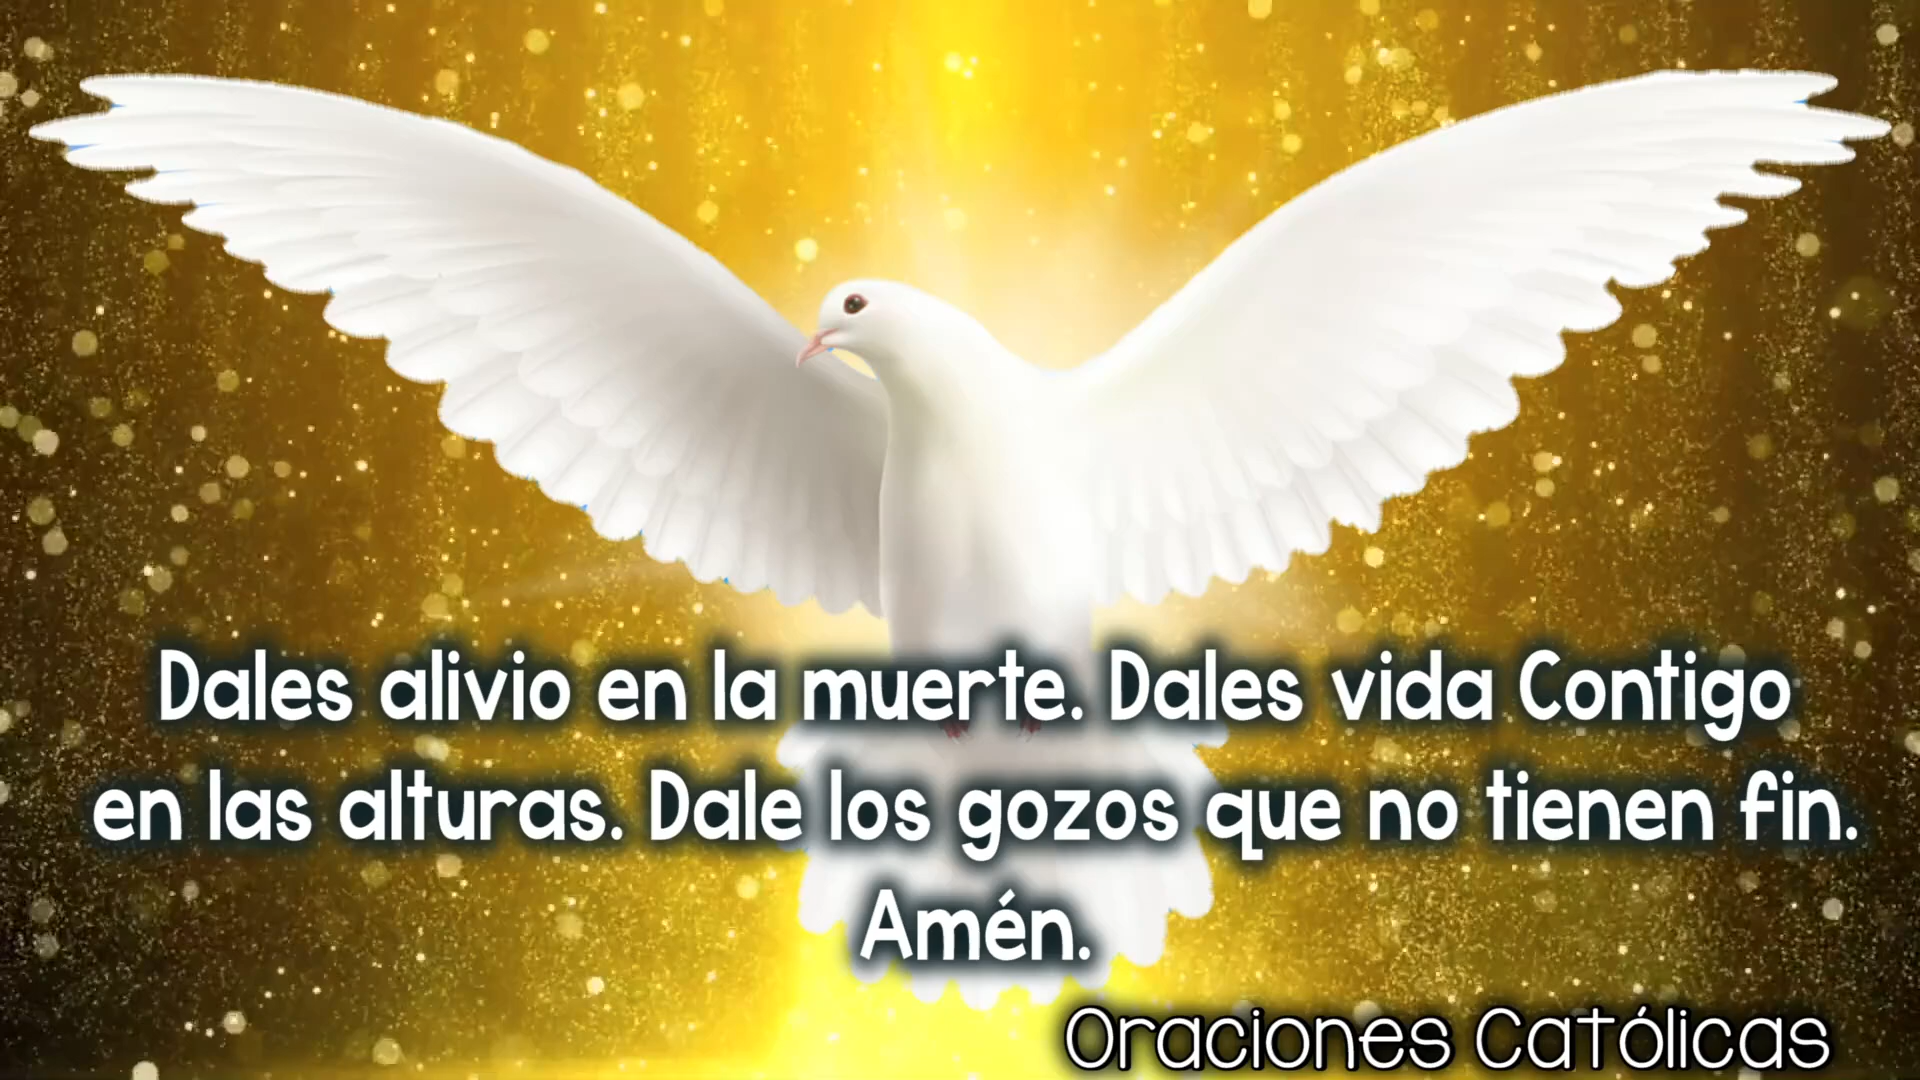 Dales alivio en la muerte. Dales vida Contigo
en las alturas. Dale los gozos que no tienen fin.
Amén.
Oraciones Católicas